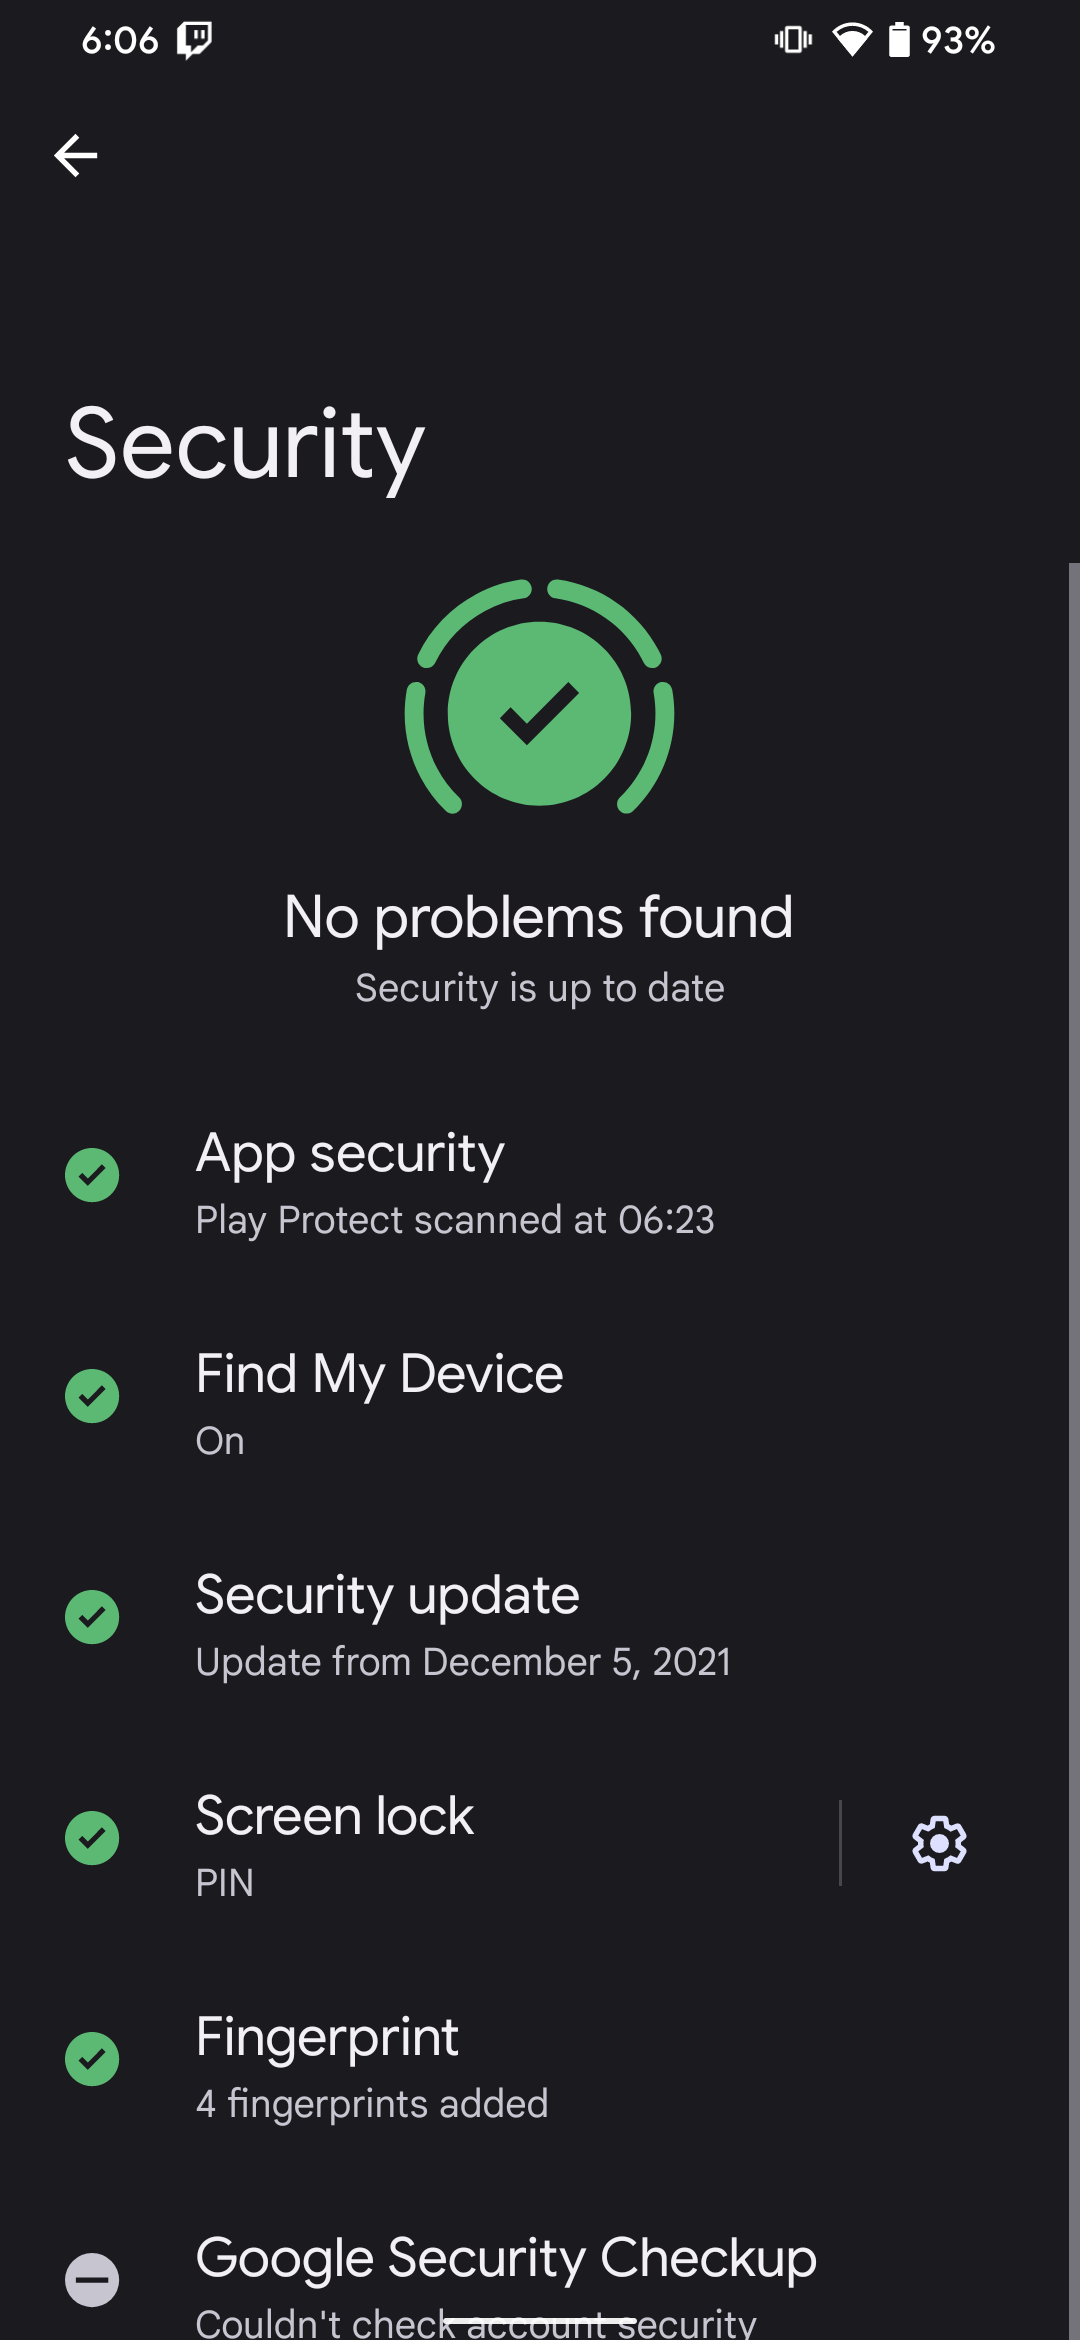 6:06 93%
Security
No problems found
Security is up to date
App security
Play Protect scanned at 06:23
Find My Device
On
Security update
Update from December 5, 2021
Screen lock
PIN
Fingerprint
4 fingerprints added
Google Security Checkup
Couldn't check account security